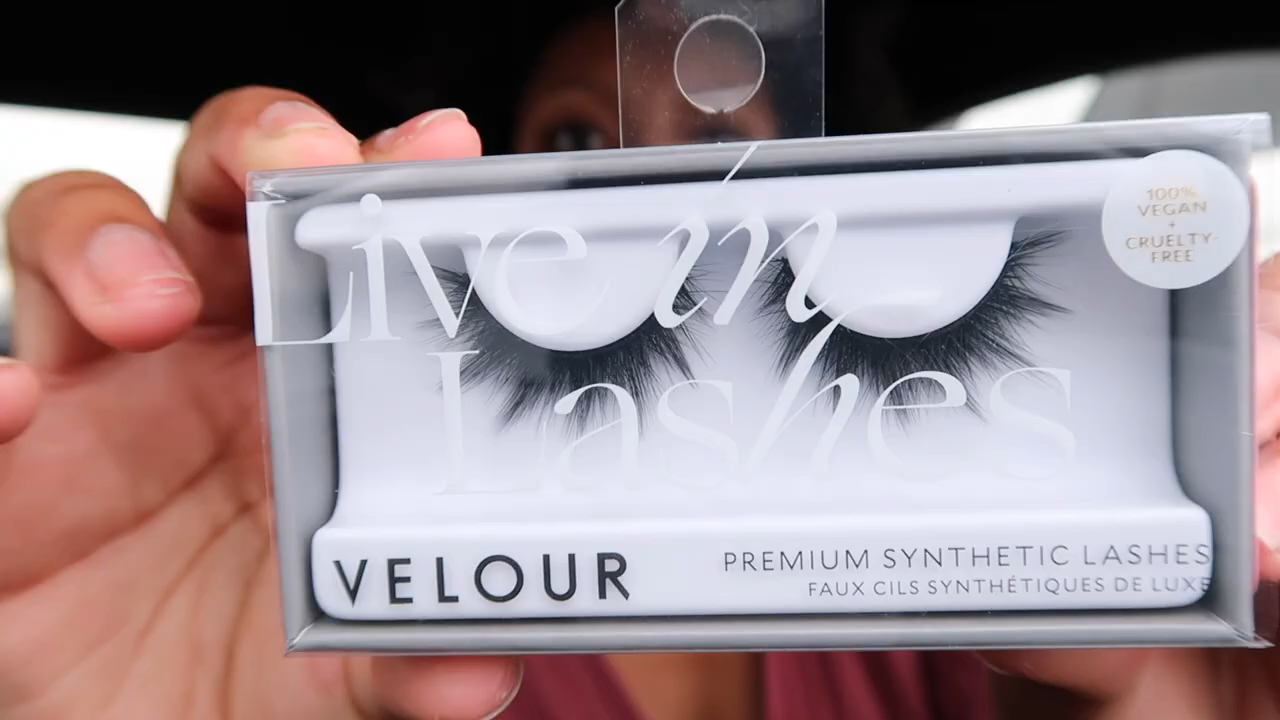 100%
VEGAN
+
CRUELTY-
FREE
Live in
Lashes
VELOUR
PREMIUM SYNTHETIC LASHES
FAUX CILS SYNTHÉTIQUES DE LUXE